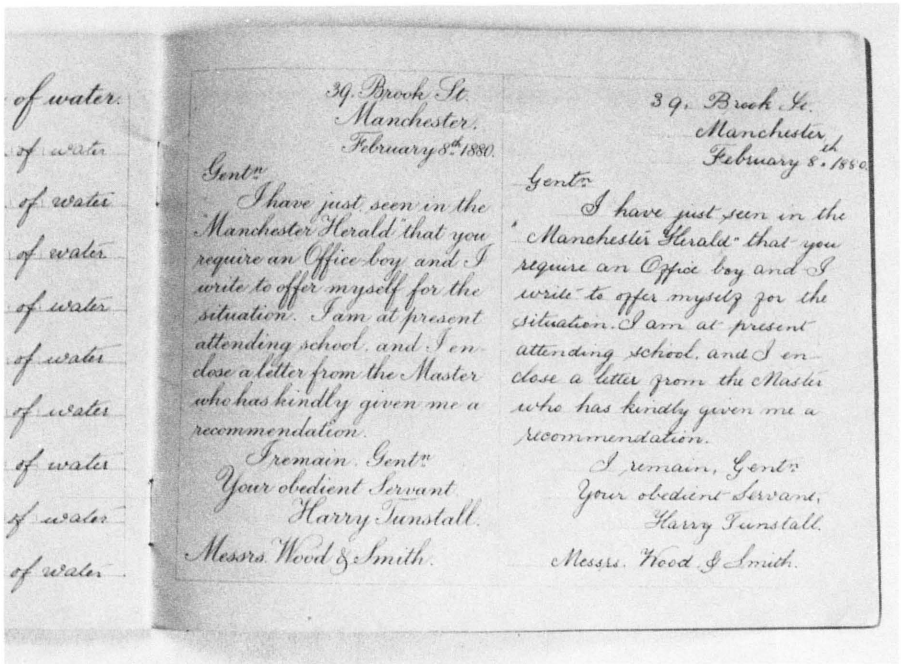 of water.
of water
of water
of water
of water
of water
of water
of water
of water
of water
39. Brook St.
Manchester.
February 8th. 1880.
Gentn
I have just seen in the
"Manchester Herald" that you
require an Office boy and I
write to offer myself for the
situation. I am at present
attending school, and I en-
close a letter from the Master
who has kindly given me a
recommendation.
I remain, Gentn
Your obedient Servant
Harry Tunstall.
Messrs. Wood & Smith.
39, Brook St.
Manchester,
February 8th. 1880.
Gentn
I have just seen in the
"Manchester Herald" that you
require an Office boy and I
write to offer myself for the
situation. I am at present
attending school, and I en-
close a letter from the Master
who has kindly given me a
recommendation.
I remain, Gentn
Your obedient Servant,
Harry Tunstall.
Messrs. Wood & Smith.